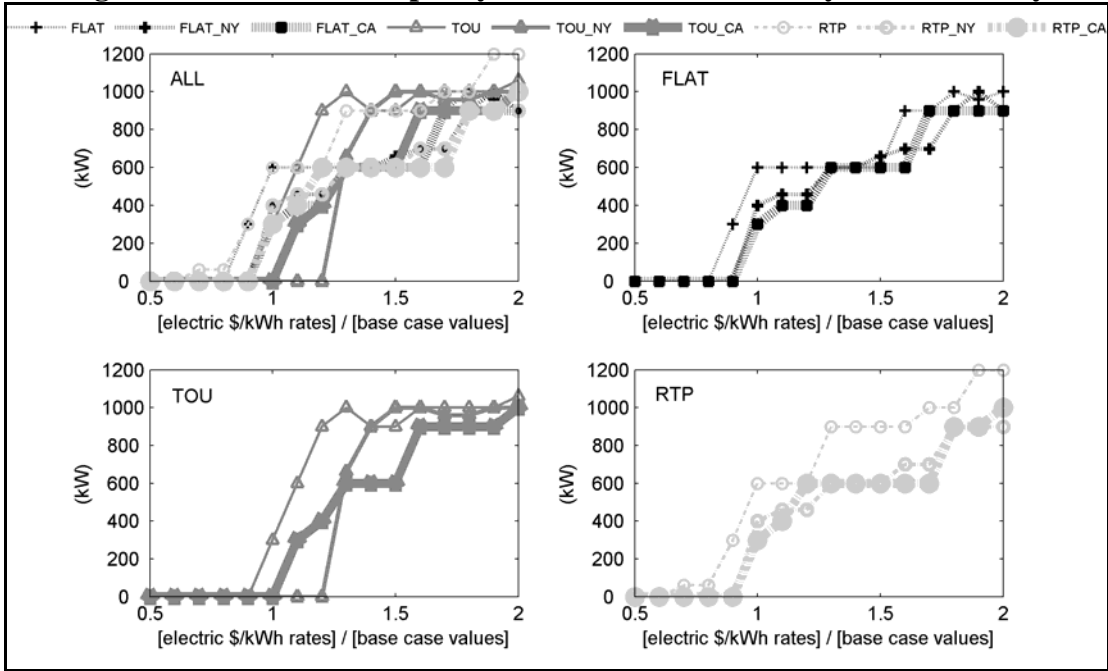 FLAT FLAT_NY FLAT_CA TOU TOU_NY TOU_CA RTP RTP_NY RTP_CA
ALL
1200
1000
800
600
400
200
0
(kW)
0.5 1 1.5 2
[electric $/kWh rates] / [base case values]
FLAT
1200
1000
800
600
400
200
0
(kW)
0.5 1 1.5 2
[electric $/kWh rates] / [base case values]
TOU
1200
1000
800
600
400
200
0
(kW)
0.5 1 1.5 2
[electric $/kWh rates] / [base case values]
RTP
1200
1000
800
600
400
200
0
(kW)
0.5 1 1.5 2
[electric $/kWh rates] / [base case values]